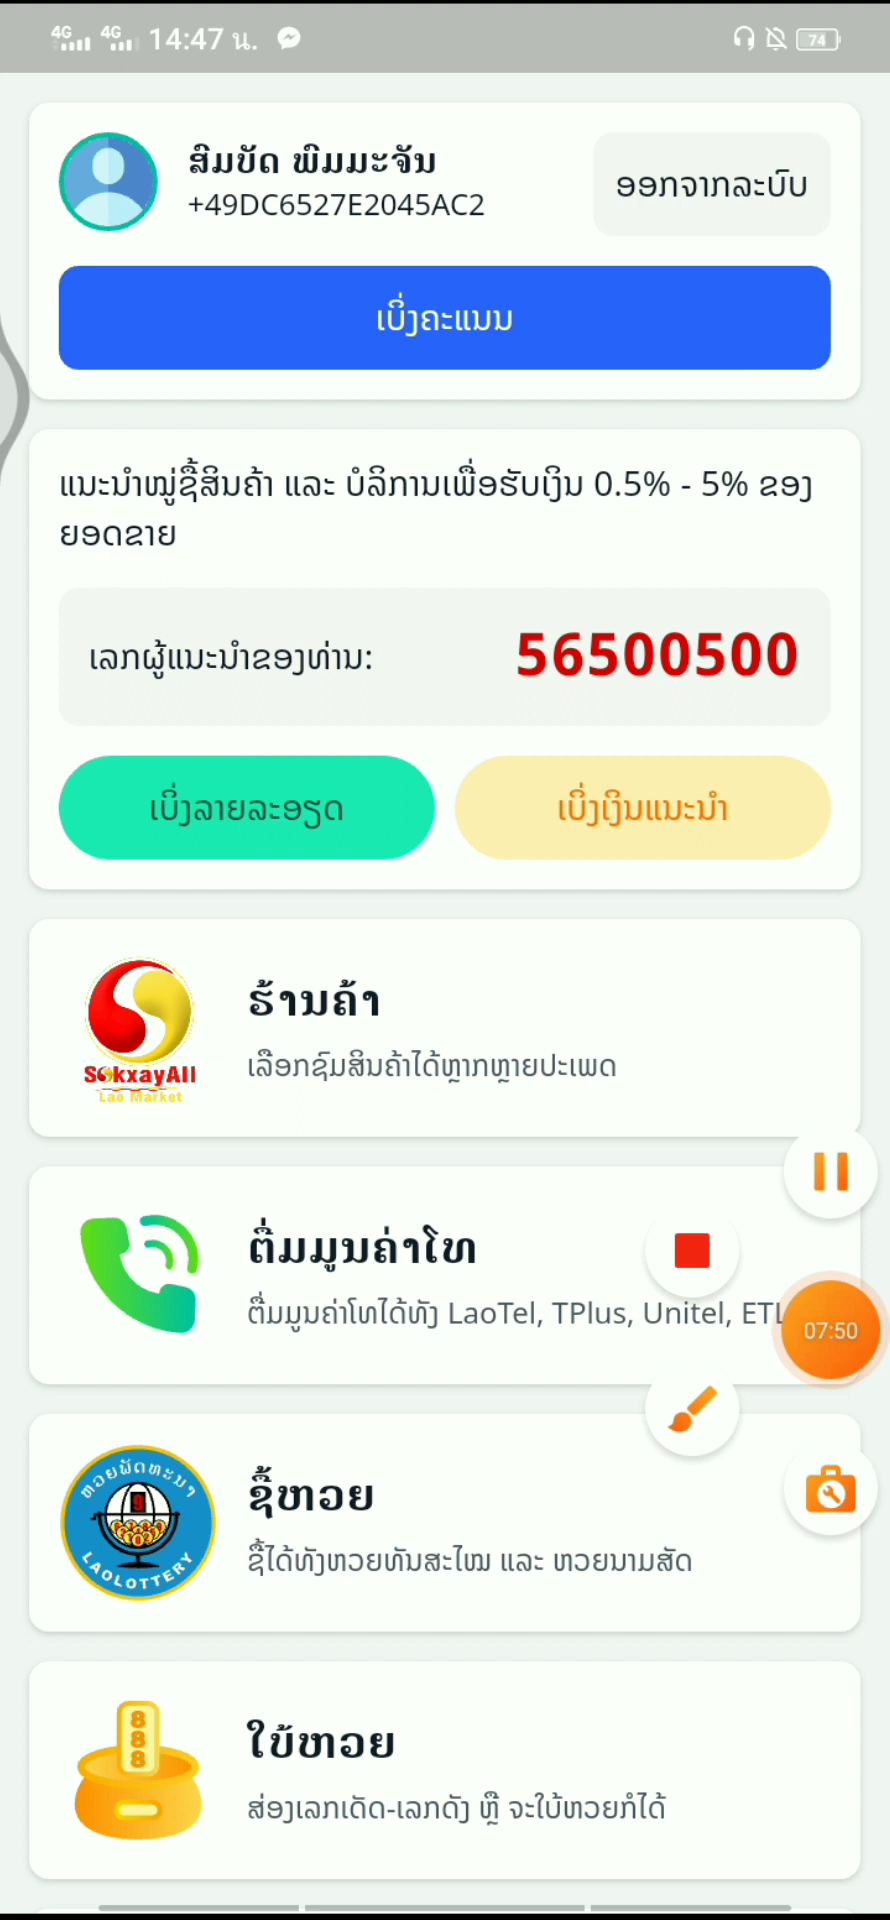 4G 4G 14:47 น. 74
ສົມບັດ ພົມມະຈັນ
+49DC6527E2045AC2
ອອກຈາກລະບົບ
ເບິ່ງຄະແນນ
ແນະນຳໝູ່ຊື້ສິນຄ້າ ແລະ ບໍລິການເພື່ອຮັບເງິນ 0.5% - 5% ຂອງ
ຍອດຂາຍ
ເລກຜູ້ແນະນຳຂອງທ່ານ: 56500500
ເບິ່ງລາຍລະອຽດ
ເບິ່ງເງິນແນະນຳ
ຮ້ານຄ້າ
ເລືອກຊົມສິນຄ້າໄດ້ຫຼາກຫຼາຍປະເພດ
SokxayAll
Lao Market
ຕື່ມມູນຄ່າໂທ
ຕື່ມມູນຄ່າໂທໄດ້ທັງ LaoTel, TPlus, Unitel, ETL
07:50
ຫວຍພັດທະນາ
9
LAOLOTTERY
ຊື້ຫວຍ
ຊື້ໄດ້ທັງຫວຍທັນສະໄໝ ແລະ ຫວຍນາມສັດ
888
ໃບ້ຫວຍ
ສ່ອງເລກເດັດ-ເລກດັງ ຫຼື ຈະໃບ້ຫວຍກໍໄດ້